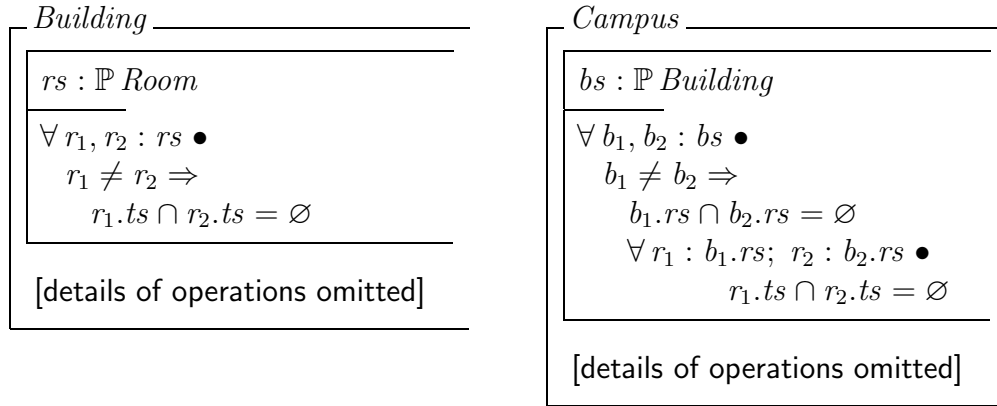 Building
rs : ℙ Room
∀ r₁, r₂ : rs •
r₁ ≠ r₂ ⇒
r₁.ts ∩ r₂.ts = ∅
[details of operations omitted]
Campus
bs : ℙ Building
∀ b₁, b₂ : bs •
b₁ ≠ b₂ ⇒
b₁.rs ∩ b₂.rs = ∅
∀ r₁ : b₁.rs; r₂ : b₂.rs •
r₁.ts ∩ r₂.ts = ∅
[details of operations omitted]